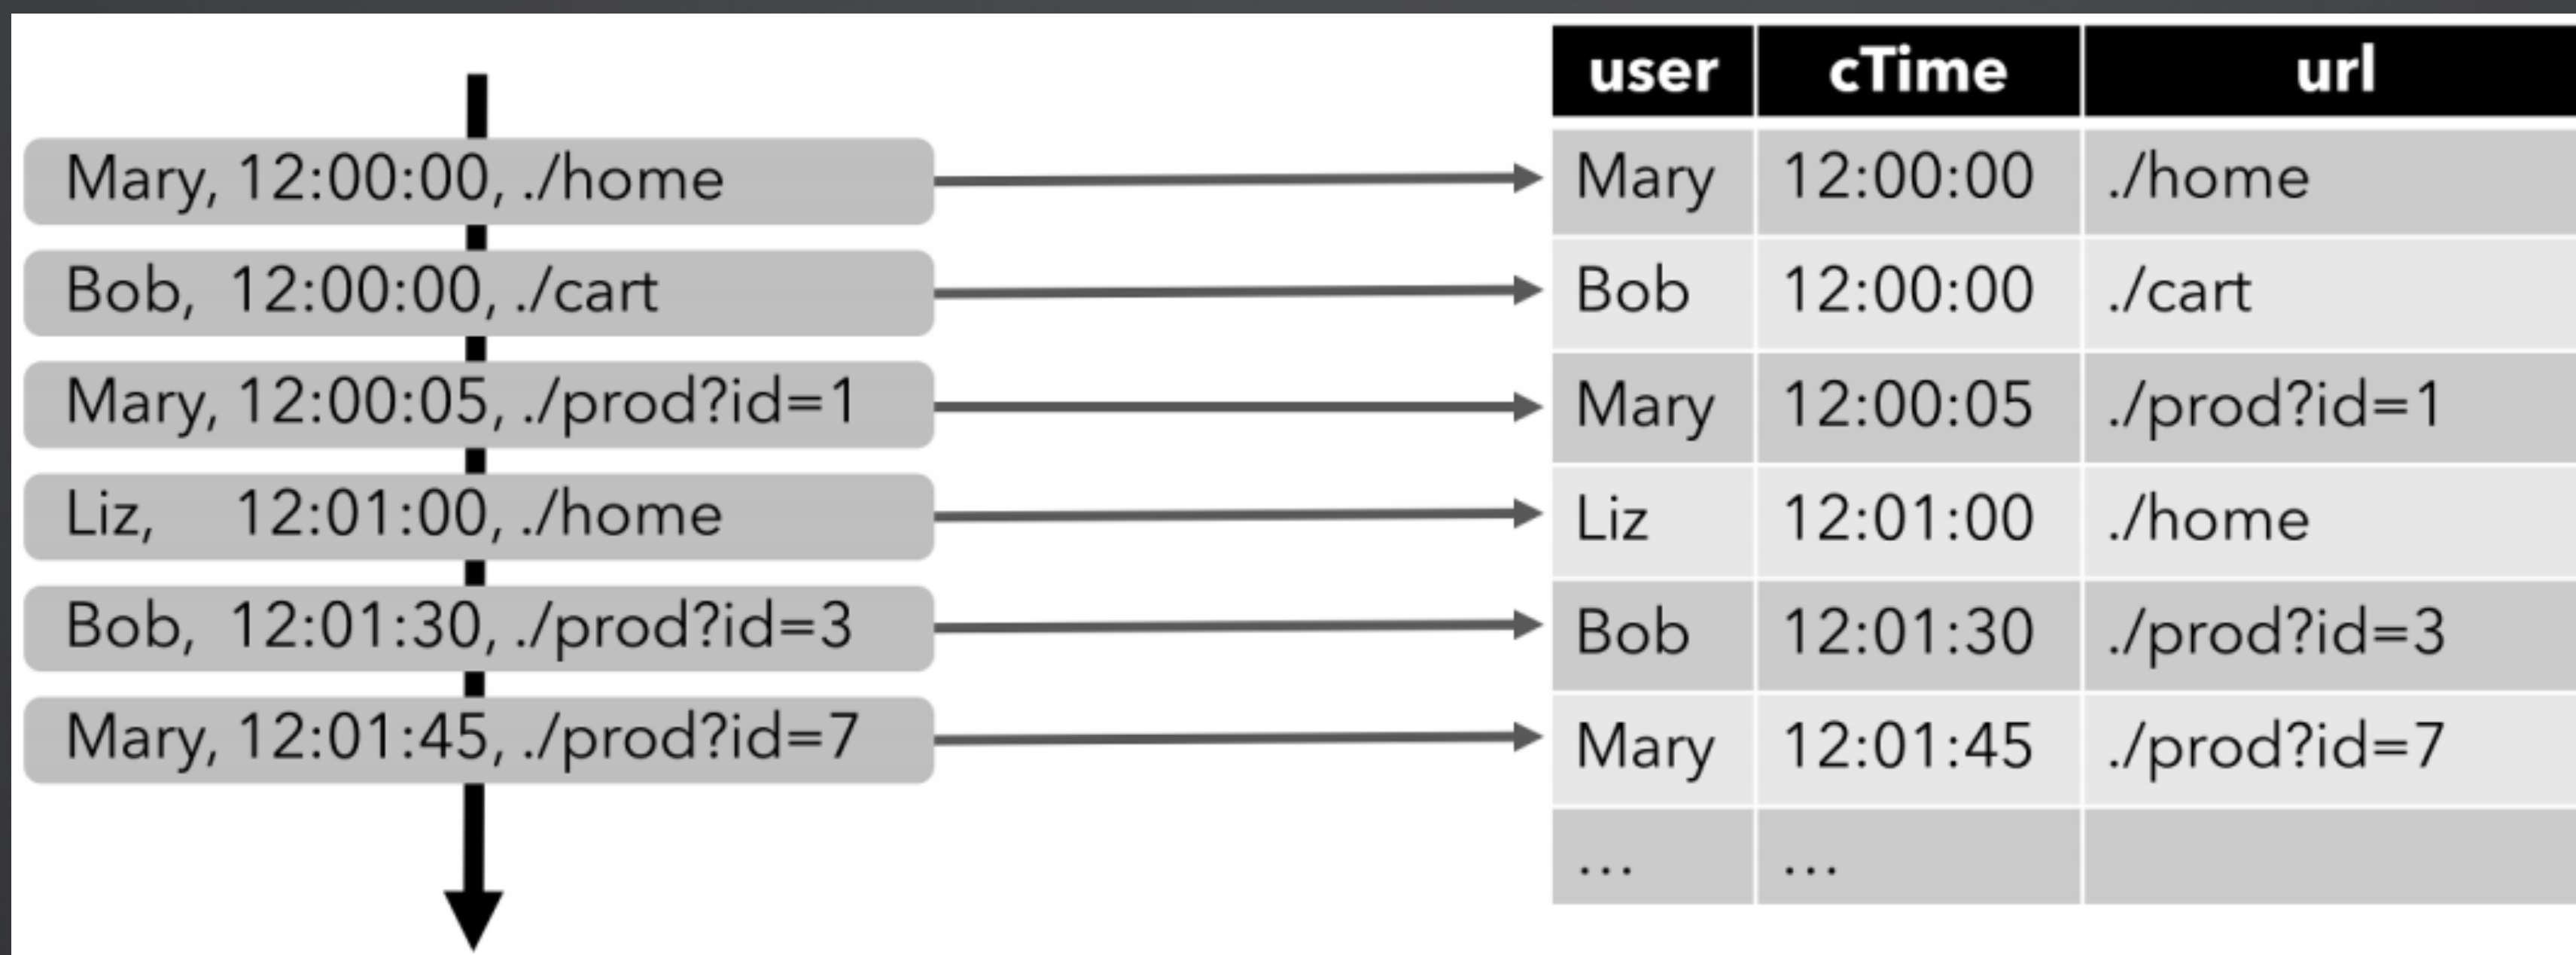 Mary, 12:00:00, ./home
Bob, 12:00:00, ./cart
Mary, 12:00:05, ./prod?id=1
Liz, 12:01:00, ./home
Bob, 12:01:30, ./prod?id=3
Mary, 12:01:45, ./prod?id=7
user cTime url
Mary 12:00:00 ./home
Bob 12:00:00 ./cart
Mary 12:00:05 ./prod?id=1
Liz 12:01:00 ./home
Bob 12:01:30 ./prod?id=3
Mary 12:01:45 ./prod?id=7
... ...